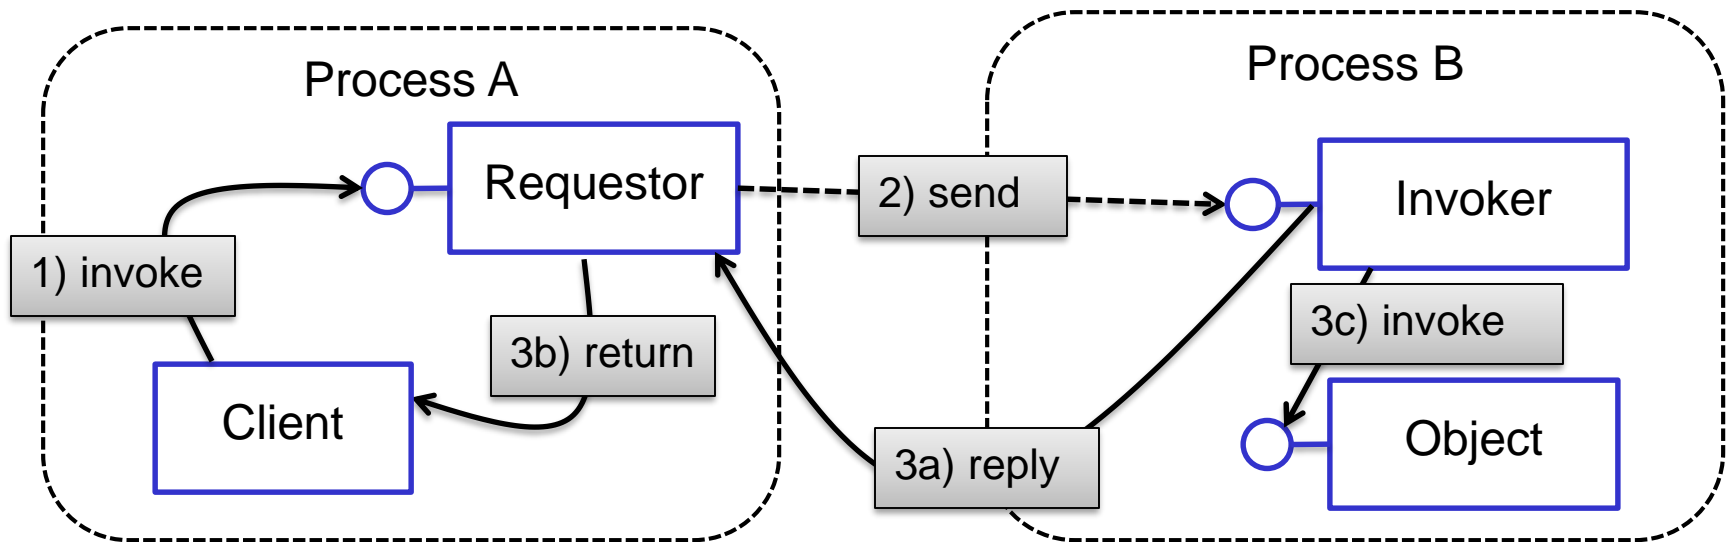 Process A
Process B
Requestor
Invoker
2) send
1) invoke
3c) invoke
3b) return
Client
Object
3a) reply